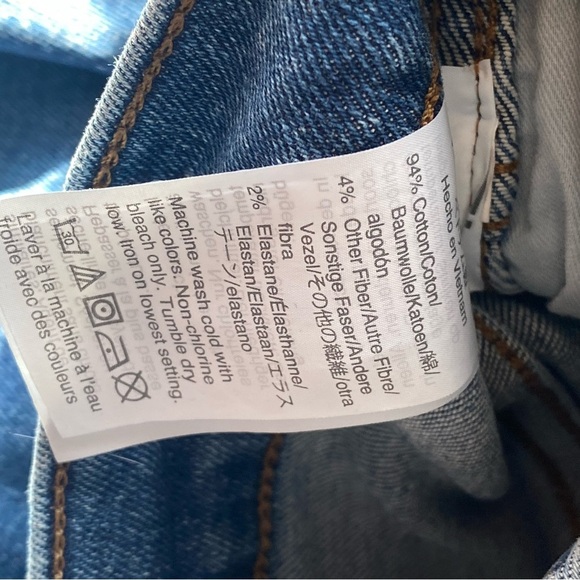 Hecho en Vietnam
94% Cotton/Coton/
Baumwolle/Katoen/綿/
algodón
4% Other Fiber/Autre Fibre/
Sonstige Faser/Andere
Vezel/その他の繊維/otra
fibra
2% Elastane/Élasthanne/
Elastan/Elastaan/エラス
テーン/elastano
Machine wash cold with
like colors. Non-chlorine
bleach only. Tumble dry
low. Iron on lowest setting.
30
Laver à la machine à l'eau
froide avec des couleurs